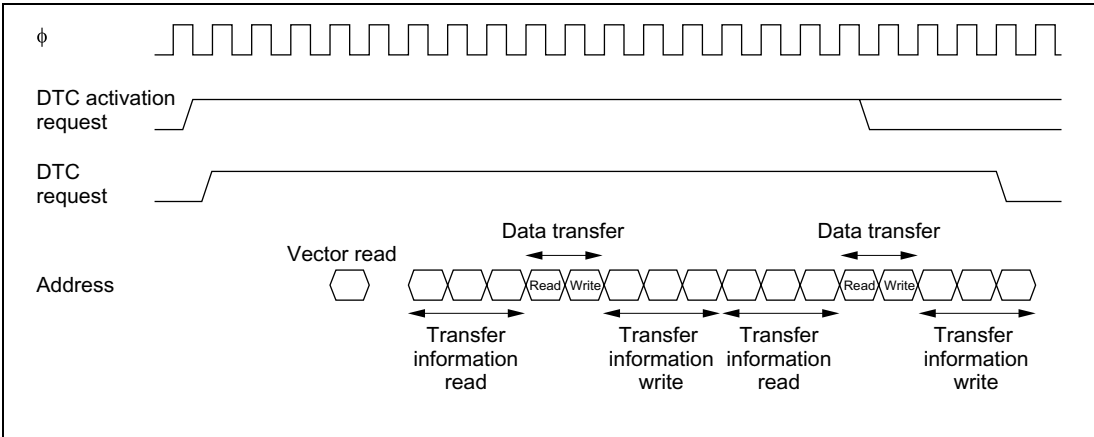 ϕ
DTC activation
request
DTC
request
Data transfer
Data transfer
Vector read
Address
Read Write
Read Write
Transfer
information
read
Transfer
information
write
Transfer
information
read
Transfer
information
write